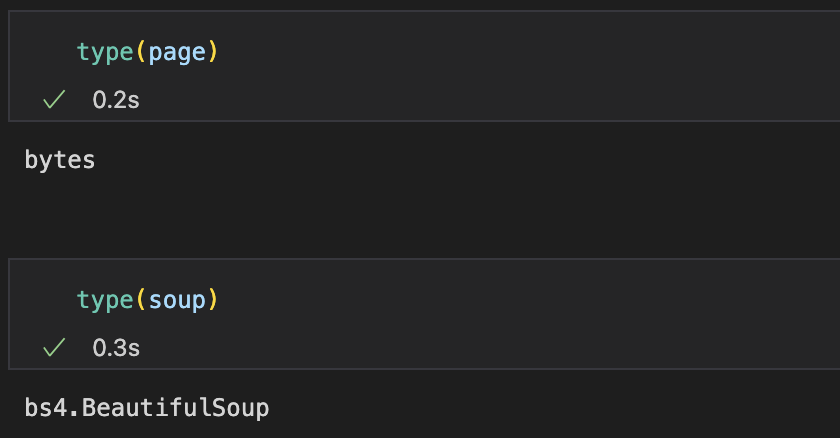 type(page)
0.2s
bytes
type(soup)
0.3s
bs4.BeautifulSoup